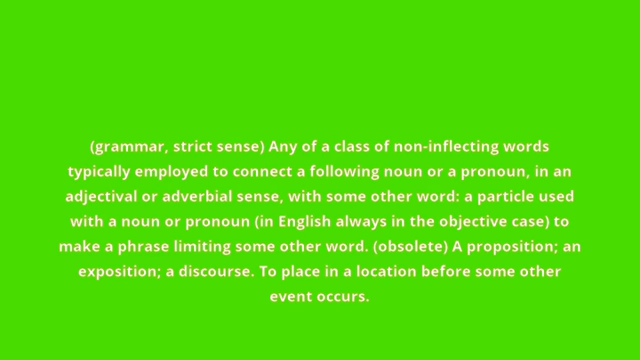 (grammar, strict sense) Any of a class of non-inflecting words
typically employed to connect a following noun or a pronoun, in an
adjectival or adverbial sense, with some other word: a particle used
with a noun or pronoun (in English always in the objective case) to
make a phrase limiting some other word. (obsolete) A proposition; an
exposition; a discourse. To place in a location before some other
event occurs.